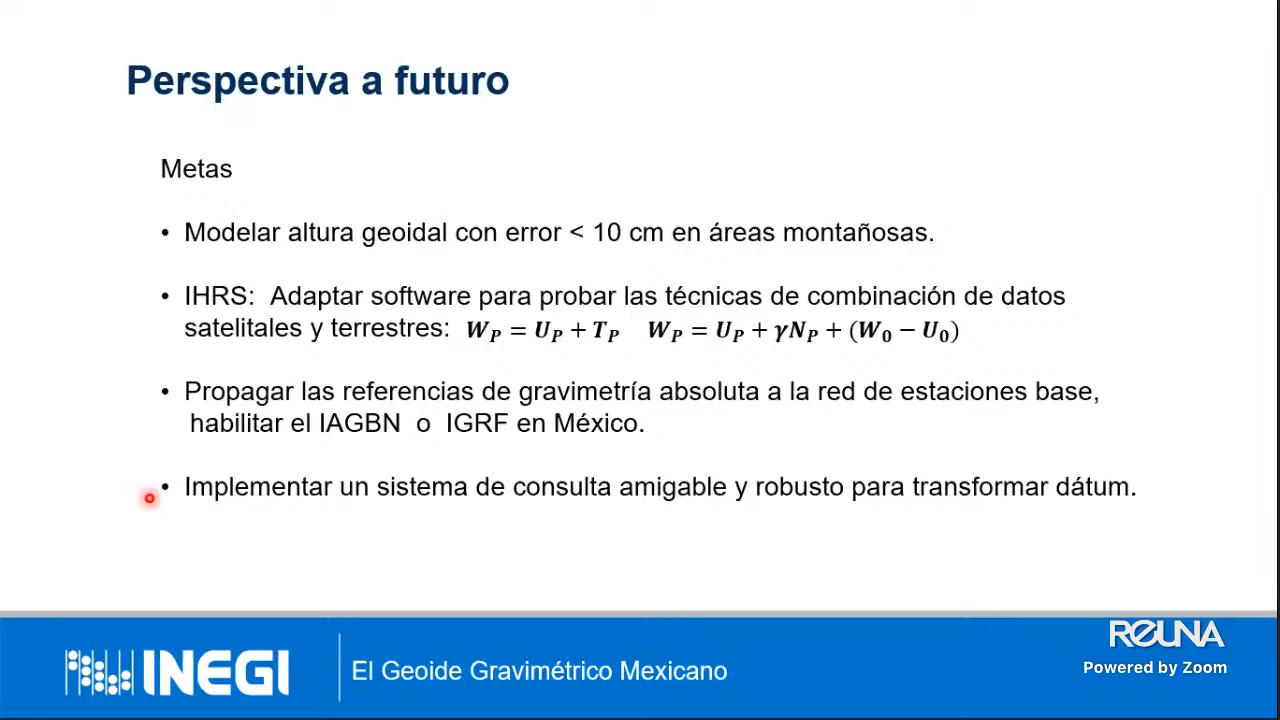 Perspectiva a futuro
Metas
• Modelar altura geoidal con error < 10 cm en áreas montañosas.
• IHRS: Adaptar software para probar las técnicas de combinación de datos
satelitales y terrestres: W_P = U_P + T_P W_P = U_P + γN_P + (W_0 − U_0)
• Propagar las referencias de gravimetría absoluta a la red de estaciones base,
habilitar el IAGBN o IGRF en México.
• Implementar un sistema de consulta amigable y robusto para transformar dátum.
REUNA
Powered by Zoom
INEGI
El Geoide Gravimétrico Mexicano